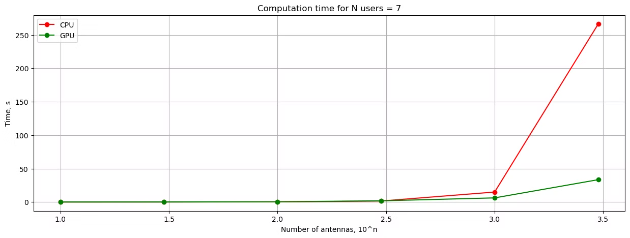 Computation time for N users = 7
CPU
GPU
250
200
150
100
50
0
Time, s
1.0 1.5 2.0 2.5 3.0 3.5
Number of antennas, 10^n